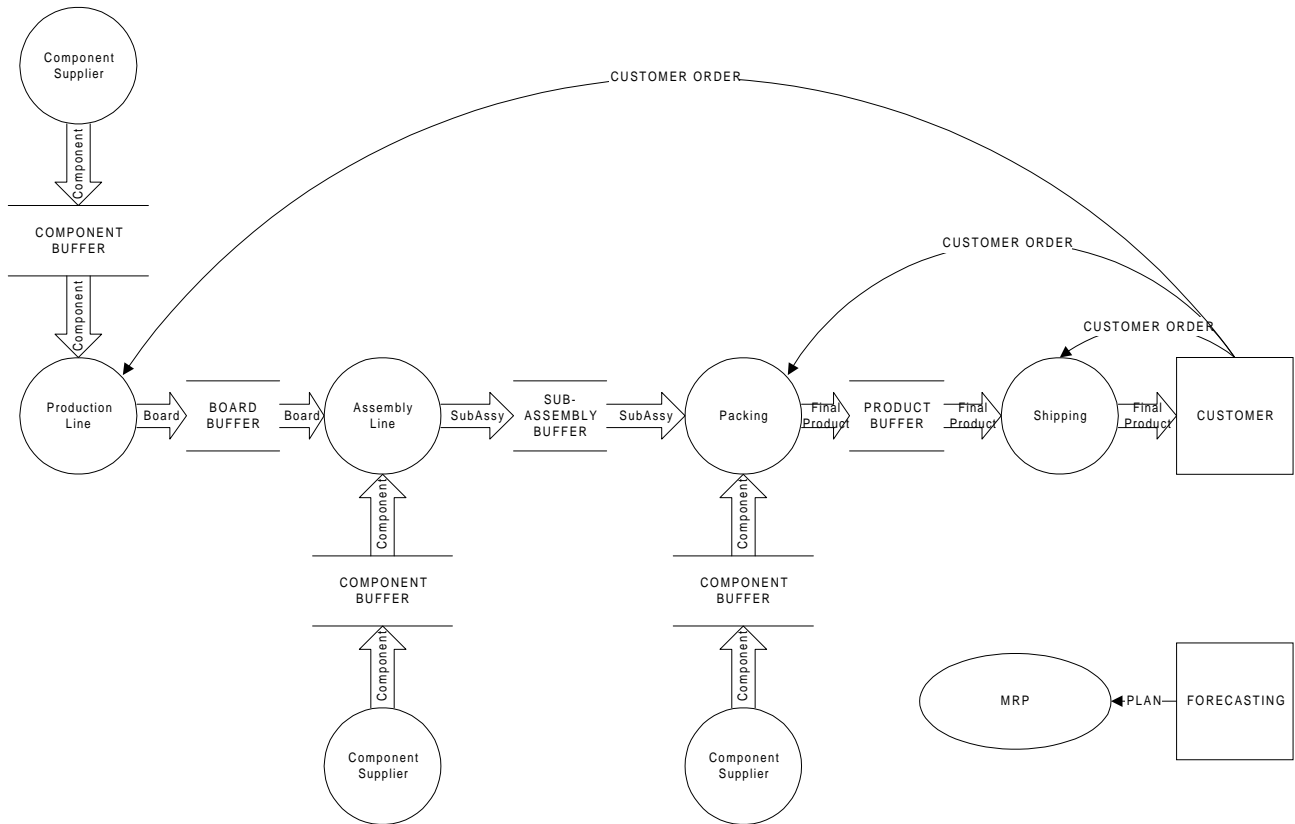 Component
Supplier
CUSTOMER ORDER
Component
CUSTOMER ORDER
COMPONENT
BUFFER
Component
CUSTOMER ORDER
Production
Line
Board
BOARD
BUFFER
Board
Assembly
Line
SubAssy
SUB-
ASSEMBLY
BUFFER
SubAssy
Packing
Final
Product
PRODUCT
BUFFER
Final
Product
Shipping
Final
Product
CUSTOMER
Component
Component
COMPONENT
BUFFER
COMPONENT
BUFFER
Component
Component
MRP
PLAN
FORECASTING
Component
Supplier
Component
Supplier